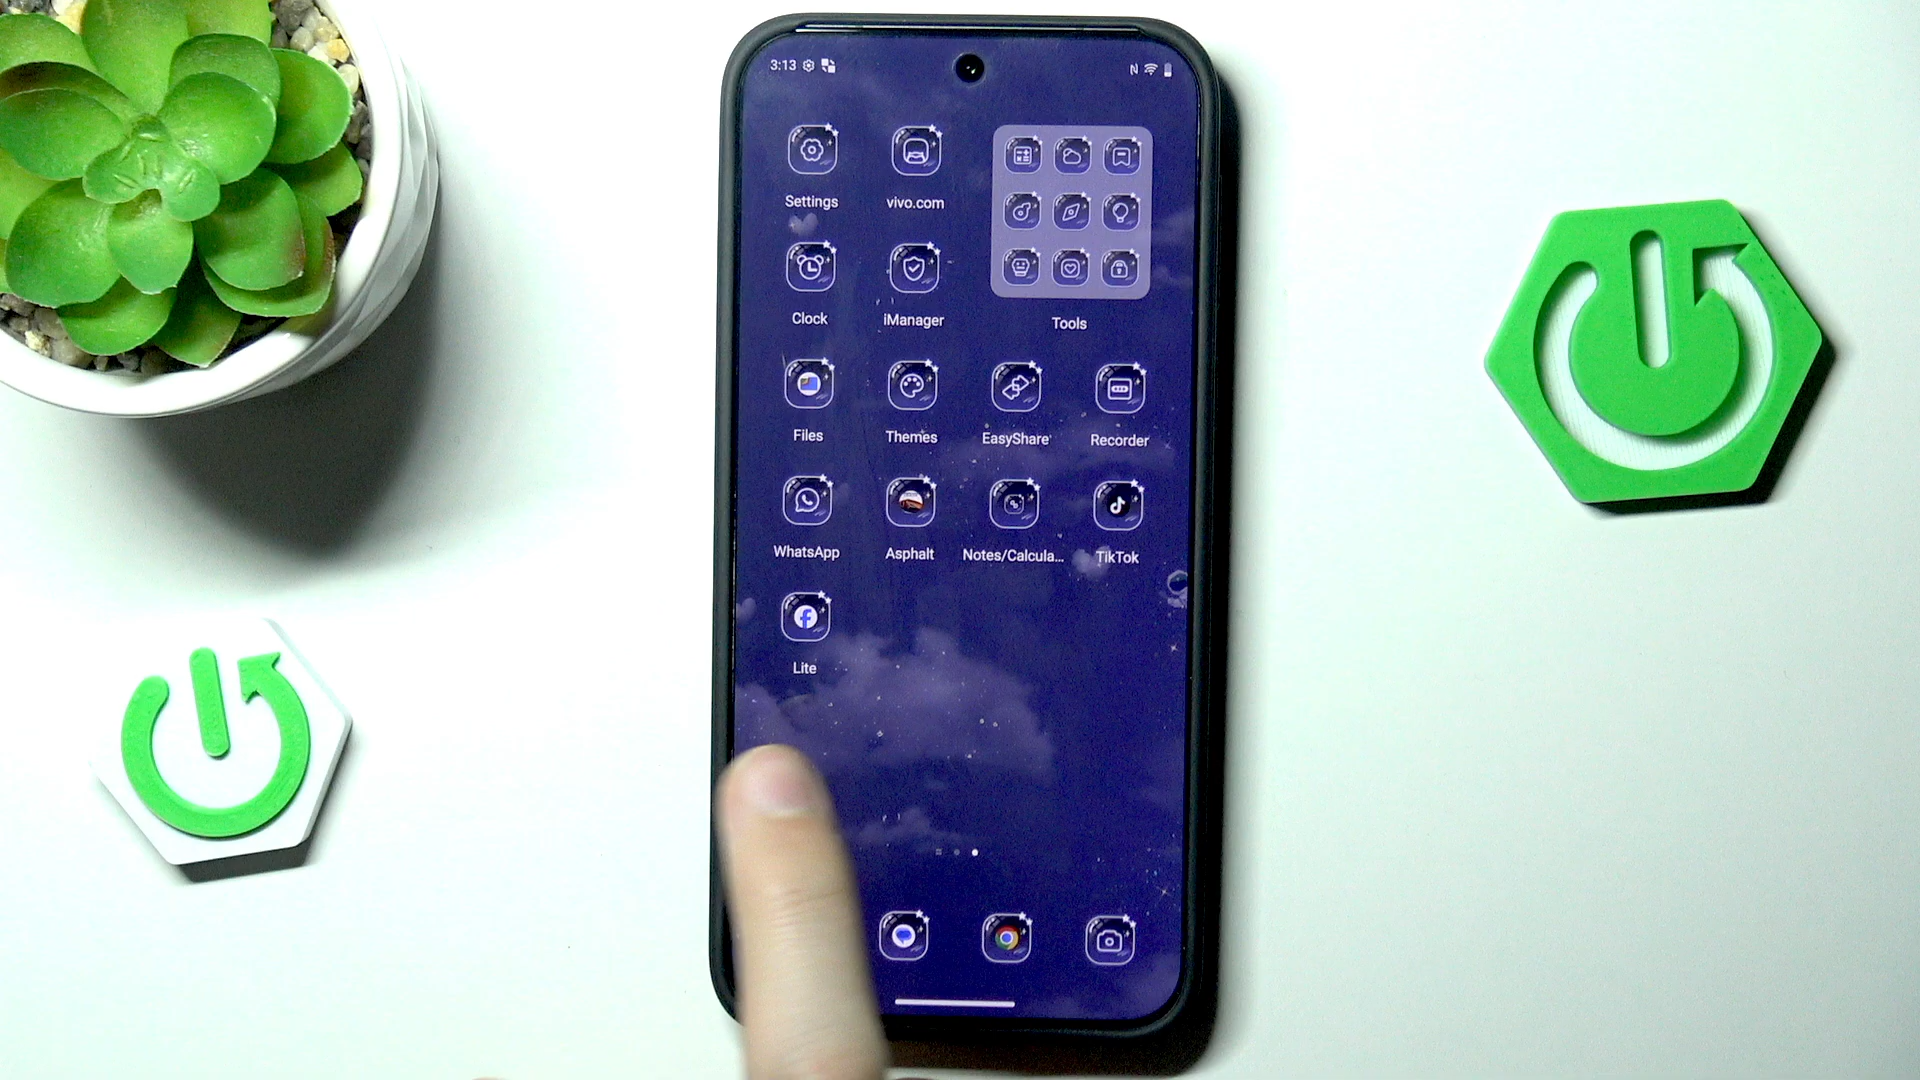 3:13
Settings
vivo.com
Clock
iManager
Tools
Files
Themes
EasyShare
Recorder
WhatsApp
Asphalt
Notes/Calcula...
TikTok
Lite